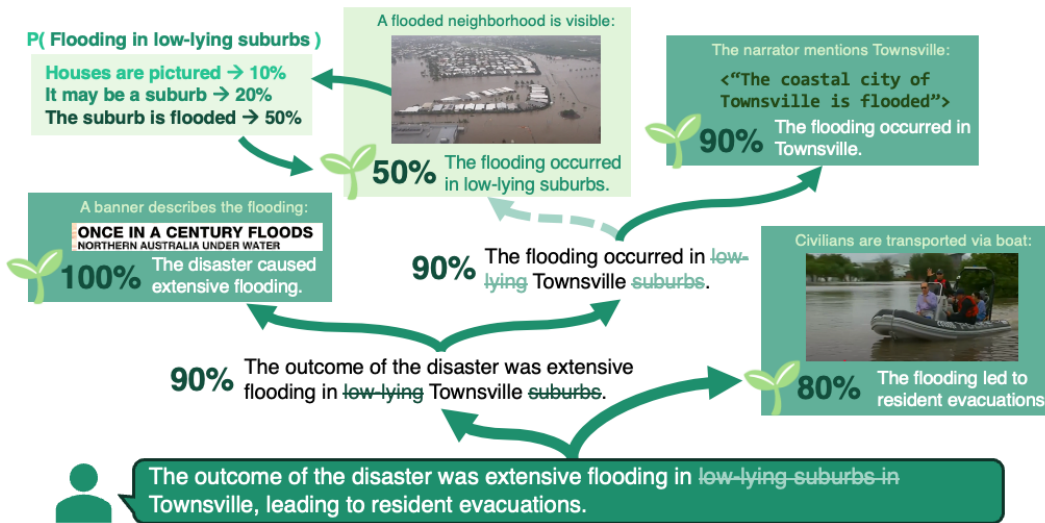 P( Flooding in low-lying suburbs )
Houses are pictured → 10%
It may be a suburb → 20%
The suburb is flooded → 50%
A flooded neighborhood is visible:
50% The flooding occurred
in low-lying suburbs.
The narrator mentions Townsville:
<“The coastal city of
Townsville is flooded”>
90% The flooding occurred in
Townsville.
A banner describes the flooding:
ONCE IN A CENTURY FLOODS
NORTHERN AUSTRALIA UNDER WATER
100% The disaster caused
extensive flooding.
90% The flooding occurred in low-
lying Townsville suburbs.
Civilians are transported via boat:
80% The flooding led to
resident evacuations
90% The outcome of the disaster was extensive
flooding in low-lying Townsville suburbs.
The outcome of the disaster was extensive flooding in low-lying suburbs in
Townsville, leading to resident evacuations.